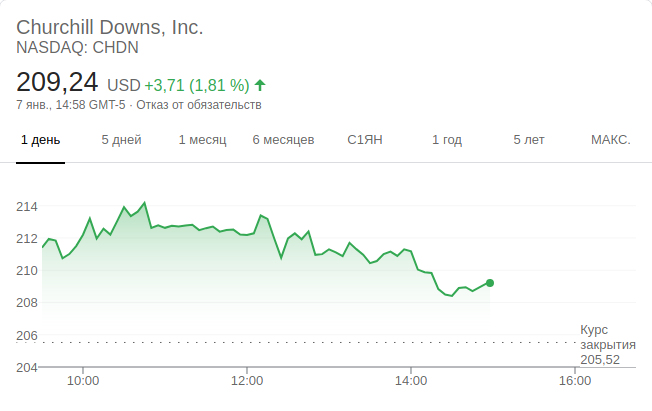 Churchill Downs, Inc.
NASDAQ: CHDN
209,24 USD +3,71 (1,81 %)
7 янв., 14:58 GMT-5 · Отказ от обязательств
1 день 5 дней 1 месяц 6 месяцев С1ЯН 1 год 5 лет МАКС.
214
212
210
208
206
204
Курс
закрытия
205,52
10:00 12:00 14:00 16:00